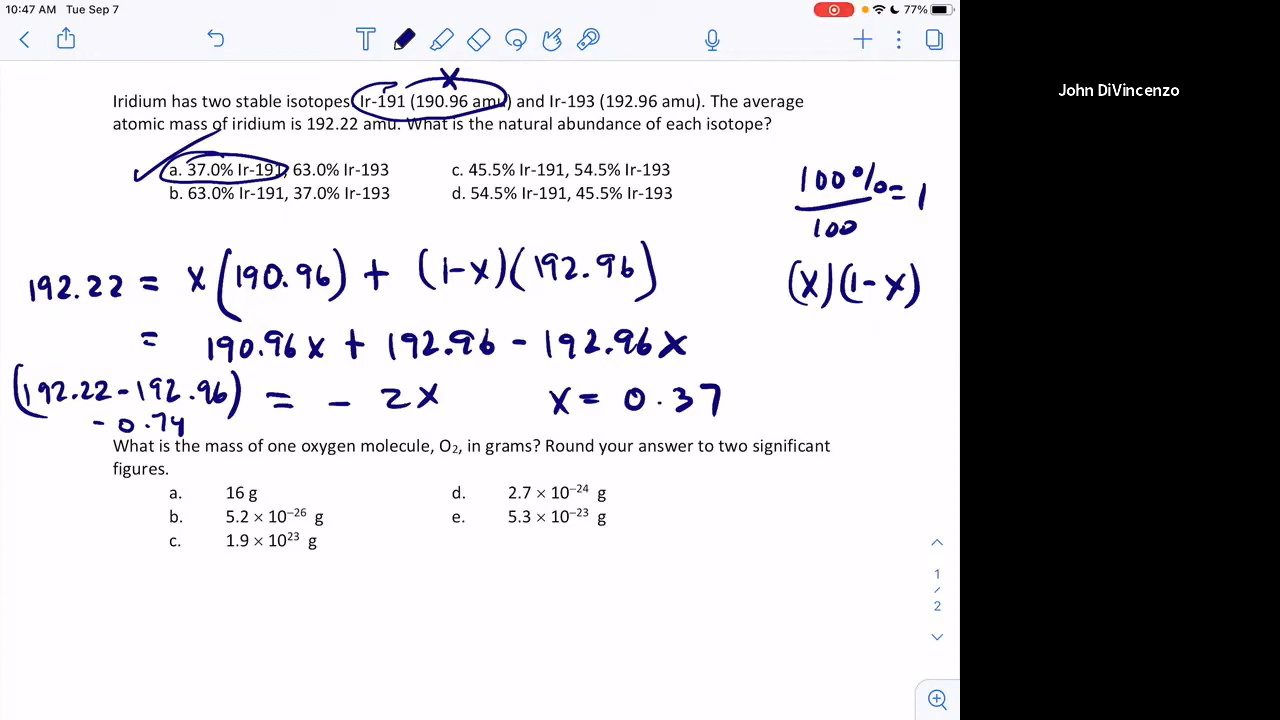 10:47 AM Tue Sep 7
77%
T
John DiVincenzo
x
Iridium has two stable isotopes Ir-191 (190.96 amu) and Ir-193 (192.96 amu). The average
atomic mass of iridium is 192.22 amu. What is the natural abundance of each isotope?
a. 37.0% Ir-191, 63.0% Ir-193
c. 45.5% Ir-191, 54.5% Ir-193
b. 63.0% Ir-191, 37.0% Ir-193
d. 54.5% Ir-191, 45.5% Ir-193
100%/100 = 1
192.22 = x(190.96) + (1-x)(192.96)
(x)(1-x)
= 190.96x + 192.96 - 192.96x
(192.22-192.96) = - 2x
x = 0.37
- 0.74
What is the mass of one oxygen molecule, O₂, in grams? Round your answer to two significant
figures.
a. 16 g
d. 2.7 × 10⁻²⁴ g
b. 5.2 × 10⁻²⁶ g
e. 5.3 × 10⁻²³ g
c. 1.9 × 10²³ g
1
/
2